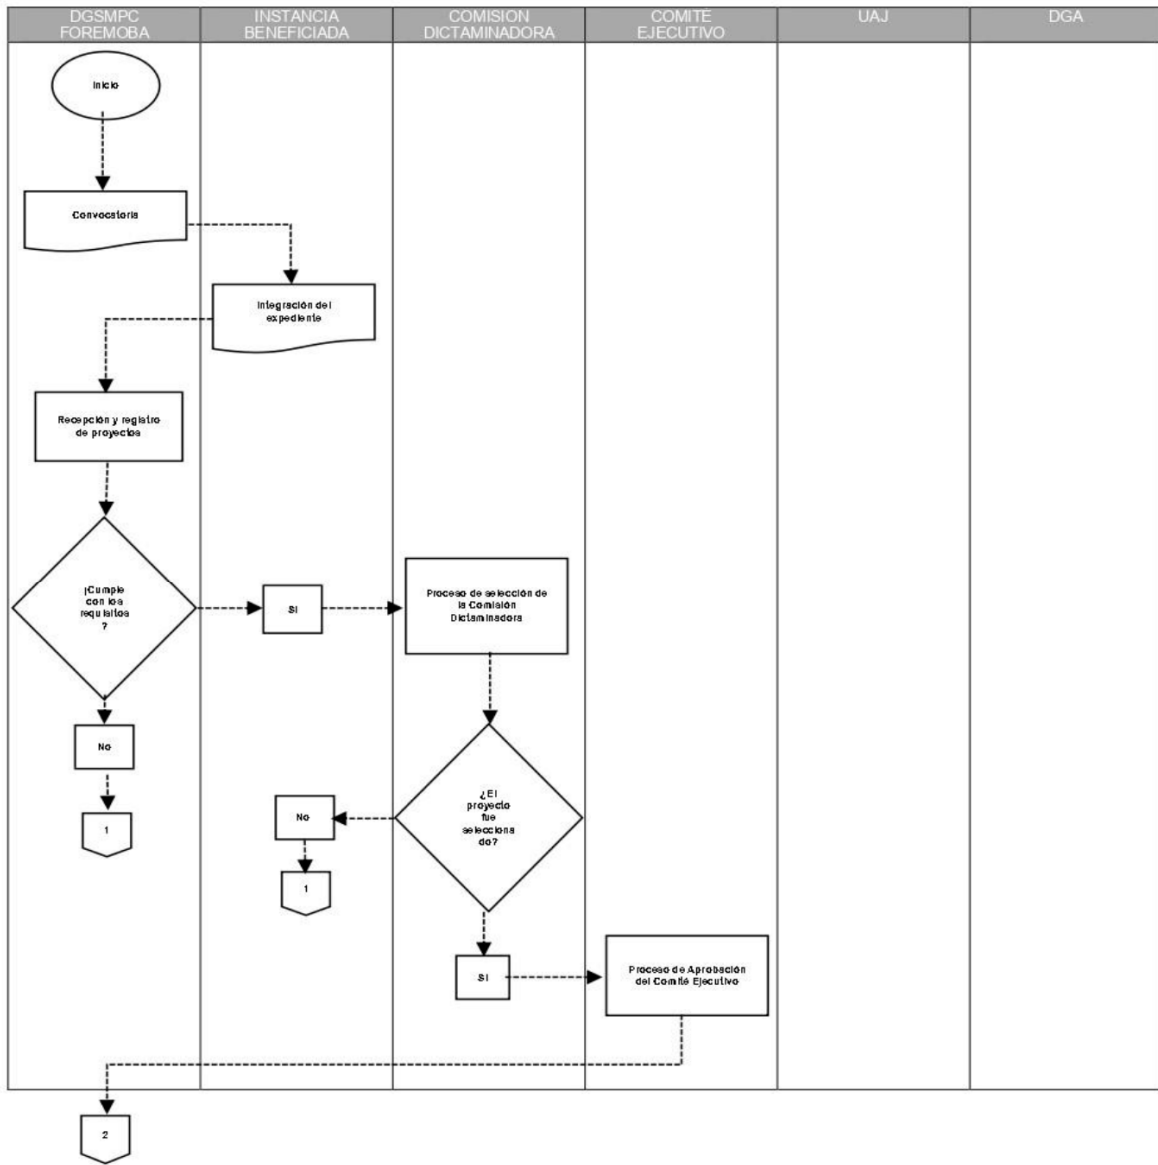 DGSMPC
FOREMOBA
INSTANCIA
BENEFICIADA
COMISION
DICTAMINADORA
COMITÉ
EJECUTIVO
UAJ
DGA
Inicio
Convocatoria
Integración del
expediente
Recepción y registro
de proyectos
¡Cumple
con los
requisitos
?
SI
Proceso de selección de
la Comisión
Dictaminadora
No
1
¿El
proyecto
fue
selecciona
do?
No
1
SI
Proceso de Aprobación
del Comité Ejecutivo
2